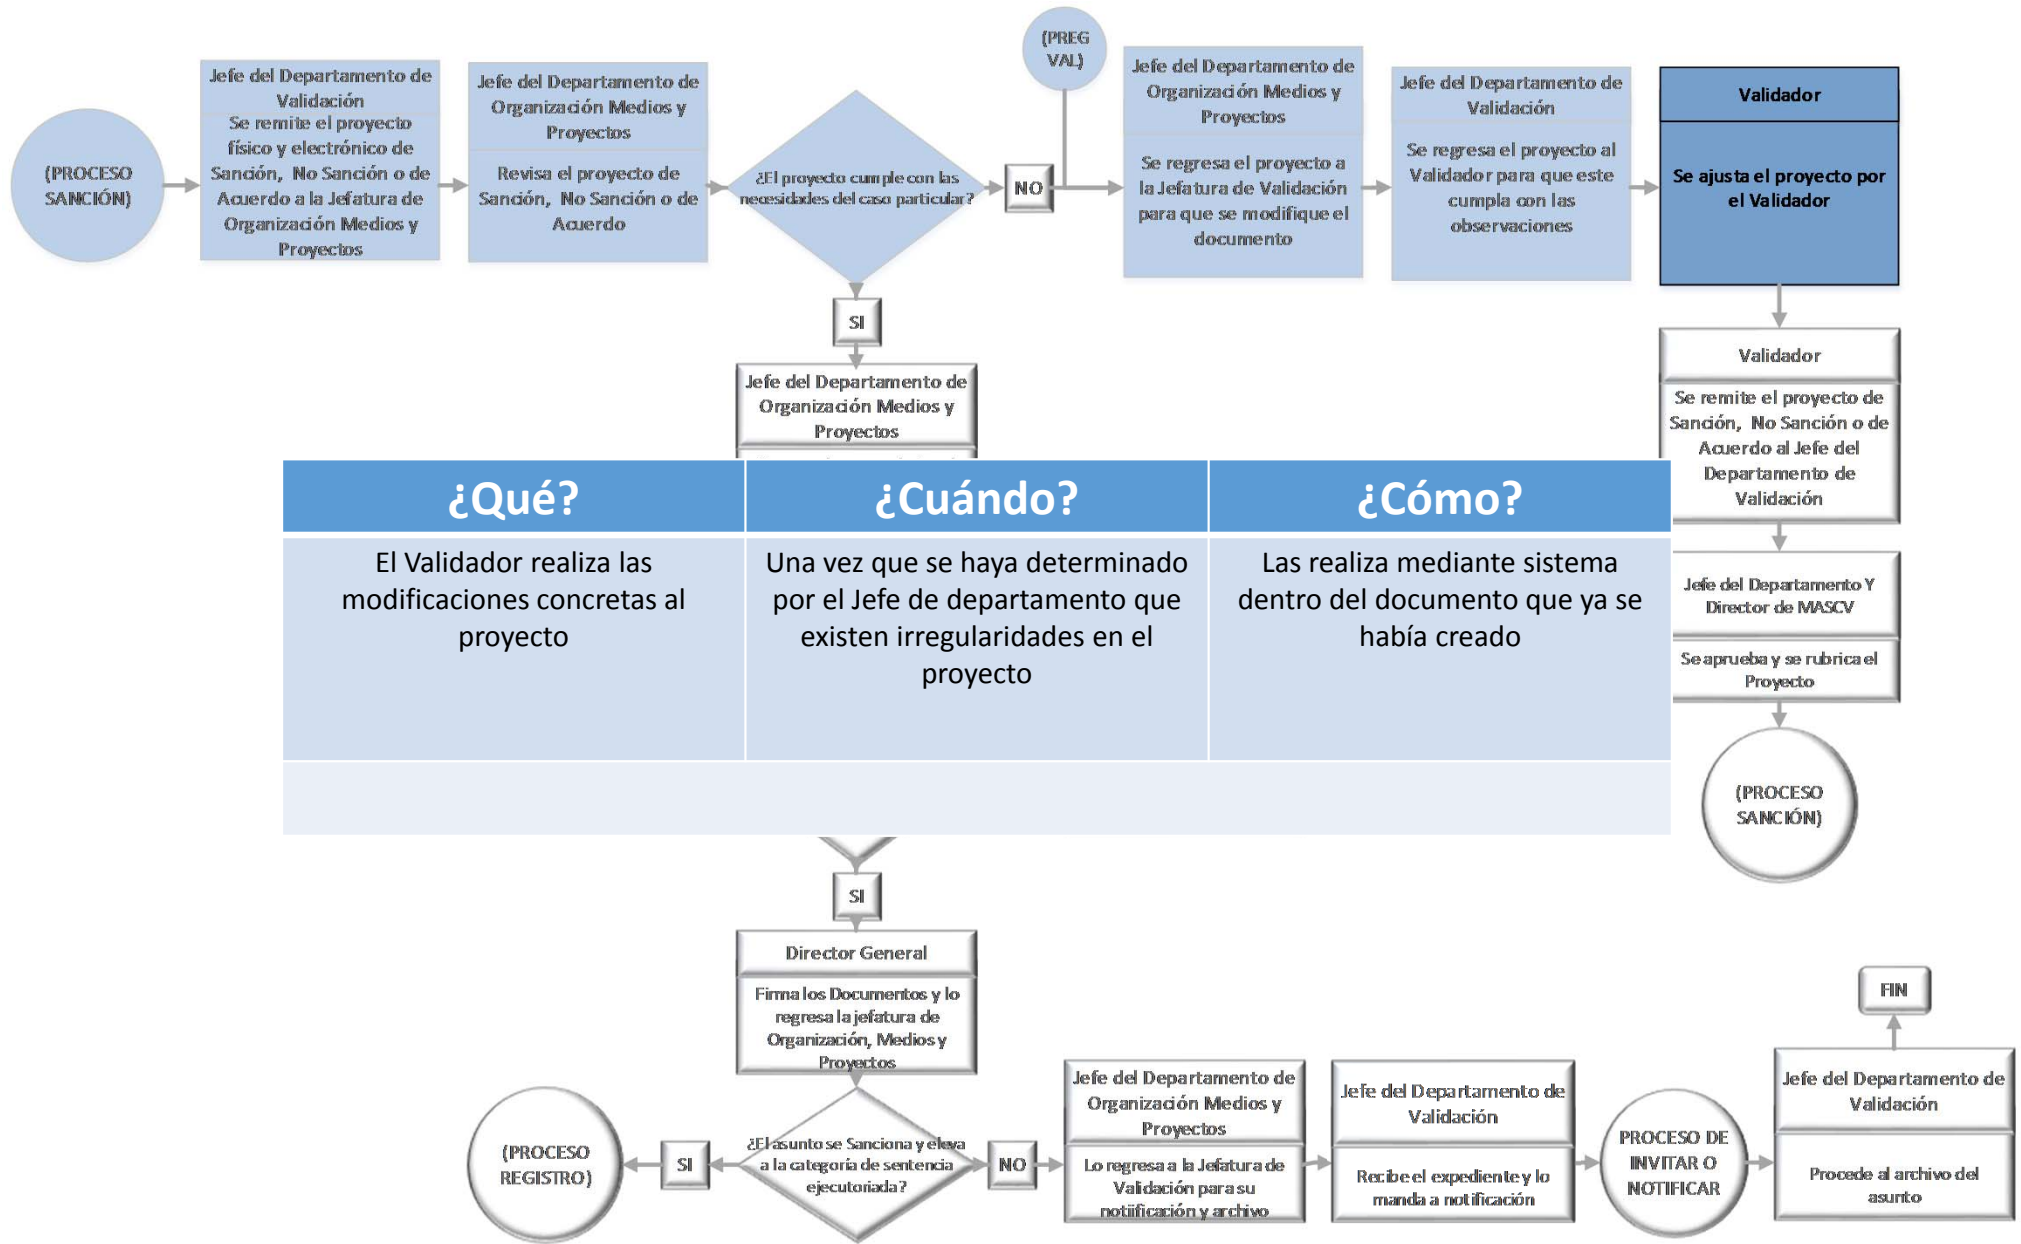 (PROCESO
SANCIÓN)
Jefe del Departamento de
Validación
Se remite el proyecto
físico y electrónico de
Sanción, No Sanción o de
Acuerdo a la Jefatura de
Organización Medios y
Proyectos
Jefe del Departamento de
Organización Medios y
Proyectos
Revisa el proyecto de
Sanción, No Sanción o de
Acuerdo
¿El proyecto cumple con las
necesidades del caso particular?
NO
(PREG
VAL)
Jefe del Departamento de
Organización Medios y
Proyectos
Se regresa el proyecto a
la Jefatura de Validación
para que se modifique el
documento
Jefe del Departamento de
Validación
Se regresa el proyecto al
Validador para que este
cumpla con las
observaciones
Validador
Se ajusta el proyecto por
el Validador
SI
Jefe del Departamento de
Organización Medios y
Proyectos
Validador
Se remite el proyecto de
Sanción, No Sanción o de
Acuerdo al Jefe del
Departamento de
Validación
¿Qué?
¿Cuándo?
¿Cómo?
El Validador realiza las
modificaciones concretas al
proyecto
Una vez que se haya determinado
por el Jefe de departamento que
existen irregularidades en el
proyecto
Las realiza mediante sistema
dentro del documento que ya se
había creado
Jefe del Departamento Y
Director de MASCV
Se aprueba y se rubrica el
Proyecto
(PROCESO
SANCIÓN)
SI
Director General
Firma los Documentos y lo
regresa la jefatura de
Organización, Medios y
Proyectos
¿El asunto se Sanciona y eleva
a la categoría de sentencia
ejecutoriada?
SI
(PROCESO
REGISTRO)
NO
Jefe del Departamento de
Organización Medios y
Proyectos
Lo regresa a la Jefatura de
Validación para su
notiificación y archivo
Jefe del Departamento de
Validación
Recibe el expediente y lo
manda a notificación
PROCESO DE
INVITAR O
NOTIFICAR
Jefe del Departamento de
Validación
Procede al archivo del
asunto
FIN